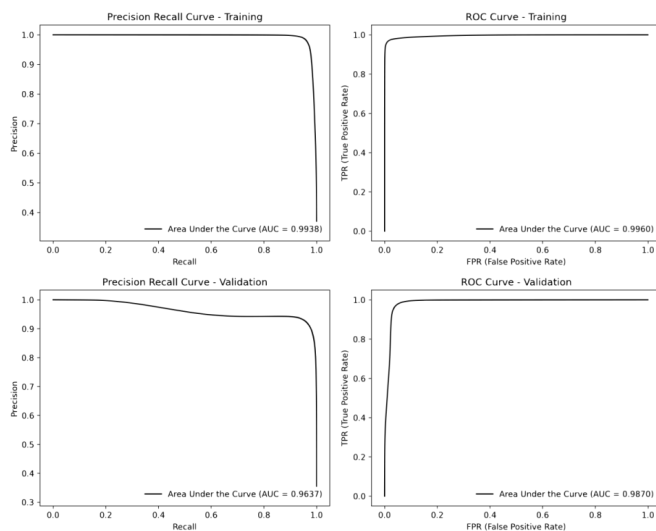 Precision Recall Curve - Training
1.0
0.9
0.8
0.7
0.6
0.5
0.4
Precision
0.0 0.2 0.4 0.6 0.8 1.0
Recall
Area Under the Curve (AUC = 0.9938)
ROC Curve - Training
1.0
0.8
0.6
0.4
0.2
0.0
TPR (True Positive Rate)
0.0 0.2 0.4 0.6 0.8 1.0
FPR (False Positive Rate)
Area Under the Curve (AUC = 0.9960)
Precision Recall Curve - Validation
1.0
0.9
0.8
0.7
0.6
0.5
0.4
0.3
Precision
0.0 0.2 0.4 0.6 0.8 1.0
Recall
Area Under the Curve (AUC = 0.9637)
ROC Curve - Validation
1.0
0.8
0.6
0.4
0.2
0.0
TPR (True Positive Rate)
0.0 0.2 0.4 0.6 0.8 1.0
FPR (False Positive Rate)
Area Under the Curve (AUC = 0.9870)